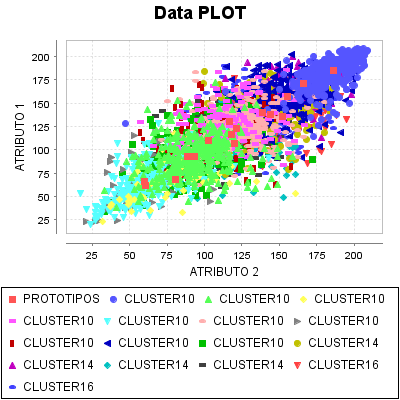 Data PLOT
ATRIBUTO 1
200
175
150
125
100
75
50
25
25 50 75 100 125 150 175 200
ATRIBUTO 2
PROTOTIPOS CLUSTER10 CLUSTER10 CLUSTER10
CLUSTER10 CLUSTER10 CLUSTER10 CLUSTER10
CLUSTER10 CLUSTER10 CLUSTER10 CLUSTER14
CLUSTER14 CLUSTER14 CLUSTER14 CLUSTER16
CLUSTER16